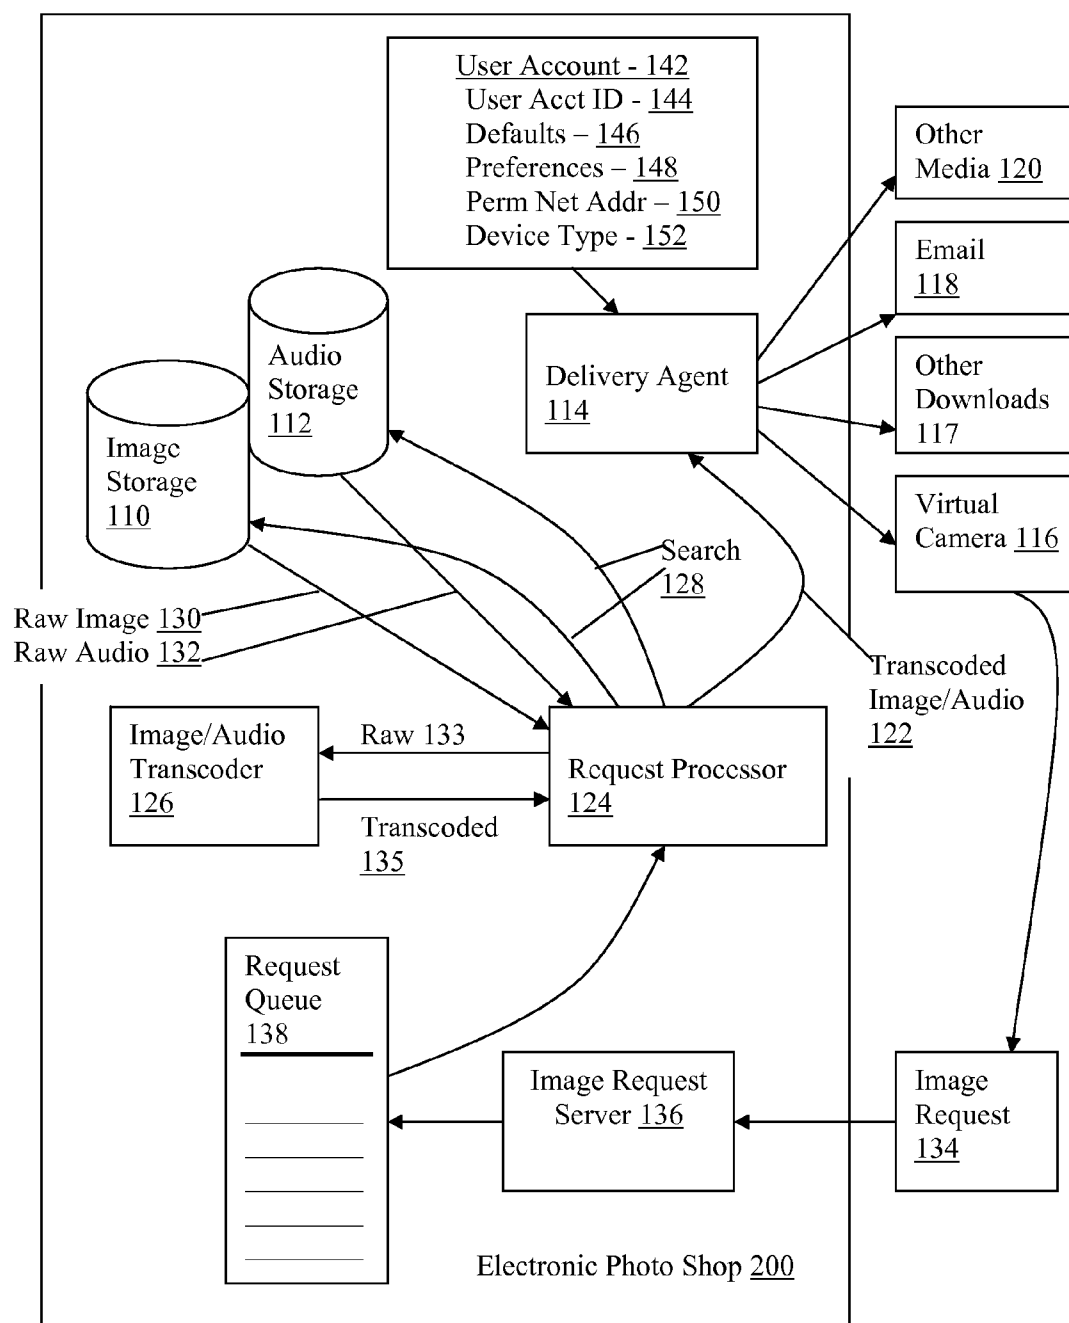 User Account - 142
User Acct ID - 144
Defaults – 146
Preferences – 148
Perm Net Addr – 150
Device Type - 152
Other
Media 120
Email
118
Other
Downloads
117
Virtual
Camera 116
Delivery Agent
114
Audio
Storage
112
Image
Storage
110
Search
128
Raw Image 130
Raw Audio 132
Transcoded
Image/Audio
122
Image/Audio
Transcoder
126
Raw 133
Transcoded
135
Request Processor
124
Request
Queue
138
Image Request
Server 136
Image
Request
134
Electronic Photo Shop 200